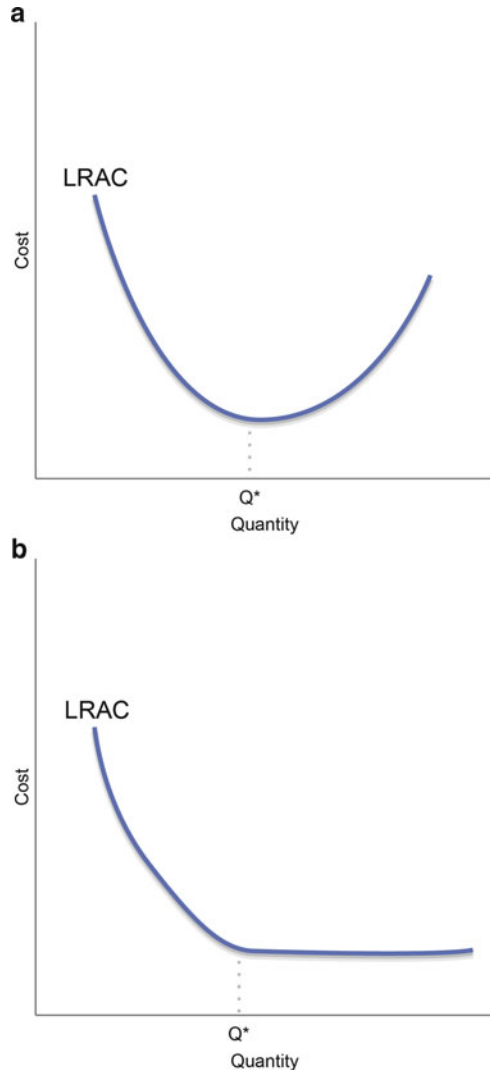 a
LRAC
Cost
Q*
Quantity
b
LRAC
Cost
Q*
Quantity